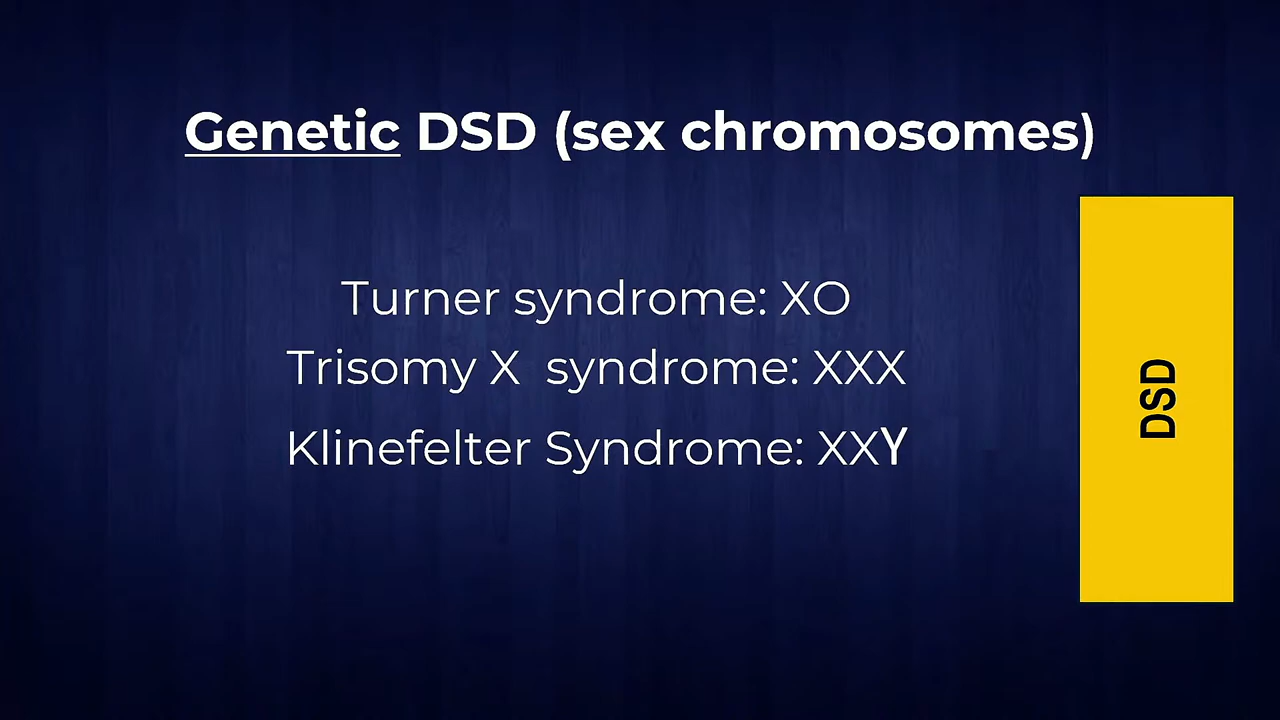 Genetic DSD (sex chromosomes)
Turner syndrome: XO
Trisomy X syndrome: XXX
Klinefelter Syndrome: XXY
DSD